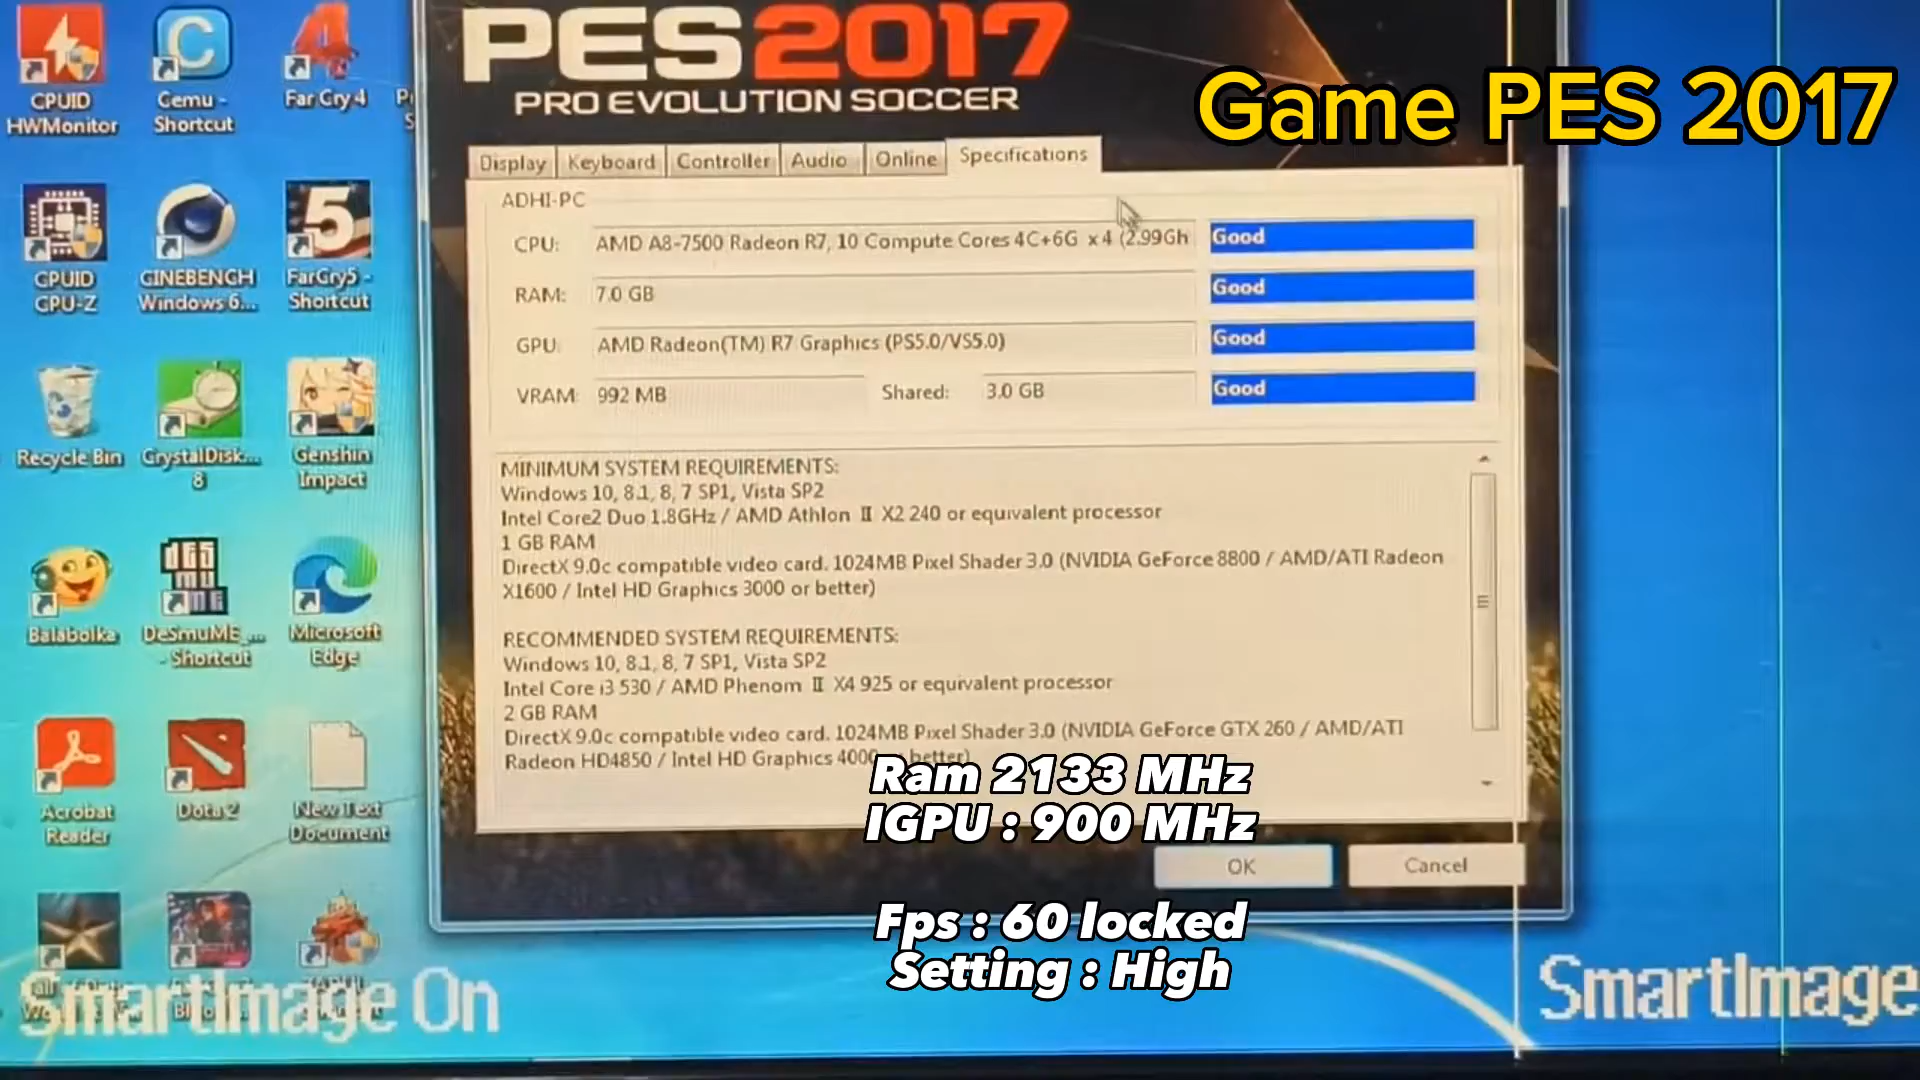 PES2017
PRO EVOLUTION SOCCER
Game PES 2017
CPUID
HWMonitor
Cemu -
Shortcut
Far Cry 4
Display
Keyboard
Controller
Audio
Online
Specifications
ADHI-PC
CPU: AMD A8-7500 Radeon R7, 10 Compute Cores 4C+6G x4 (2.99Gh Good
RAM: 7.0 GB Good
GPU: AMD Radeon(TM) R7 Graphics (PS5.0/VS5.0) Good
VRAM: 992 MB Shared: 3.0 GB Good
CPUID
GPU-Z
CINEBENCH
Windows 6...
FarCry5 -
Shortcut
Recycle Bin
CrystalDisk...
8
Genshin
Impact
MINIMUM SYSTEM REQUIREMENTS:
Windows 10, 8.1, 8, 7 SP1, Vista SP2
Intel Core2 Duo 1.8GHz / AMD Athlon II X2 240 or equivalent processor
1 GB RAM
DirectX 9.0c compatible video card. 1024MB Pixel Shader 3.0 (NVIDIA GeForce 8800 / AMD/ATI Radeon
X1600 / Intel HD Graphics 3000 or better)
RECOMMENDED SYSTEM REQUIREMENTS:
Windows 10, 8.1, 8, 7 SP1, Vista SP2
Intel Core i3 530 / AMD Phenom II X4 925 or equivalent processor
2 GB RAM
DirectX 9.0c compatible video card. 1024MB Pixel Shader 3.0 (NVIDIA GeForce GTX 260 / AMD/ATI
Radeon HD4850 / Intel HD Graphics 4000 or better)
Balabolka
DeSmuME_...
- Shortcut
Microsoft
Edge
Acrobat
Reader
Dota 2
New Text
Document
Ram 2133 MHz
IGPU : 900 MHz
OK
Cancel
Fps : 60 locked
Setting : High
SmartImage On
SmartImage